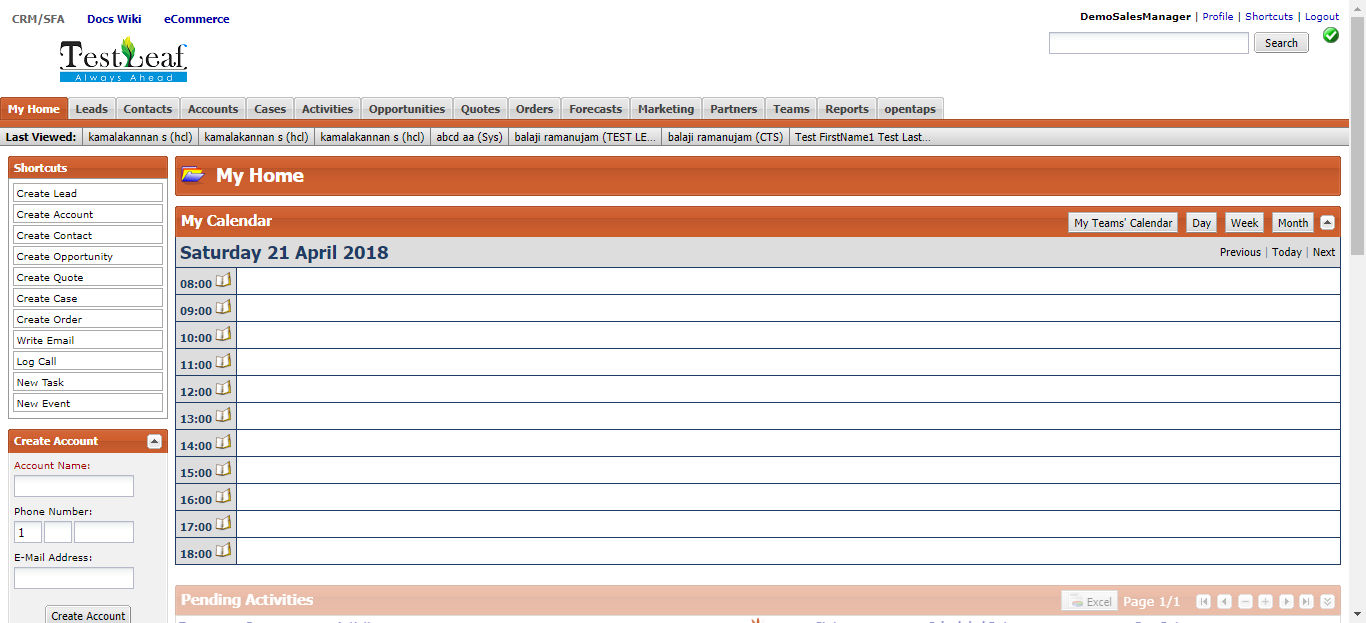 CRM/SFA Docs Wiki eCommerce
DemoSalesManager | Profile | Shortcuts | Logout
Search
TestLeaf
Always Ahead
My Home Leads Contacts Accounts Cases Activities Opportunities Quotes Orders Forecasts Marketing Partners Teams Reports opentaps
Last Viewed: kamalakannan s (hcl) kamalakannan s (hcl) kamalakannan s (hcl) abcd aa (Sys) balaji ramanujam (TEST LE... balaji ramanujam (CTS) Test FirstName1 Test Last...
Shortcuts
Create Lead
Create Account
Create Contact
Create Opportunity
Create Quote
Create Case
Create Order
Write Email
Log Call
New Task
New Event
Create Account
Account Name:
Phone Number:
1
E-Mail Address:
Create Account
My Home
My Calendar
My Teams' Calendar Day Week Month
Saturday 21 April 2018
Previous | Today | Next
08:00
09:00
10:00
11:00
12:00
13:00
14:00
15:00
16:00
17:00
18:00
Pending Activities
Excel Page 1/1